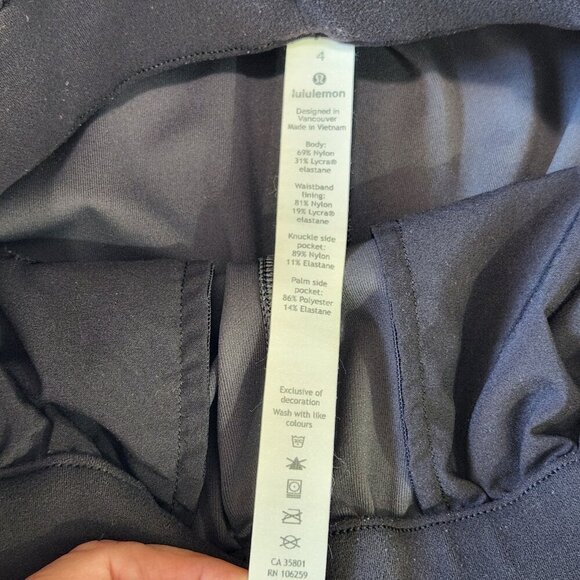 4
lululemon
Designed in
Vancouver
Made in Vietnam
Body:
69% Nylon
31% Lycra®
elastane
Waistband
lining:
81% Nylon
19% Lycra®
elastane
Knuckle side
pocket:
89% Nylon
11% Elastane
Palm side
pocket:
86% Polyester
14% Elastane
Exclusive of
decoration
Wash with like
colours
CA 35801
RN 106259